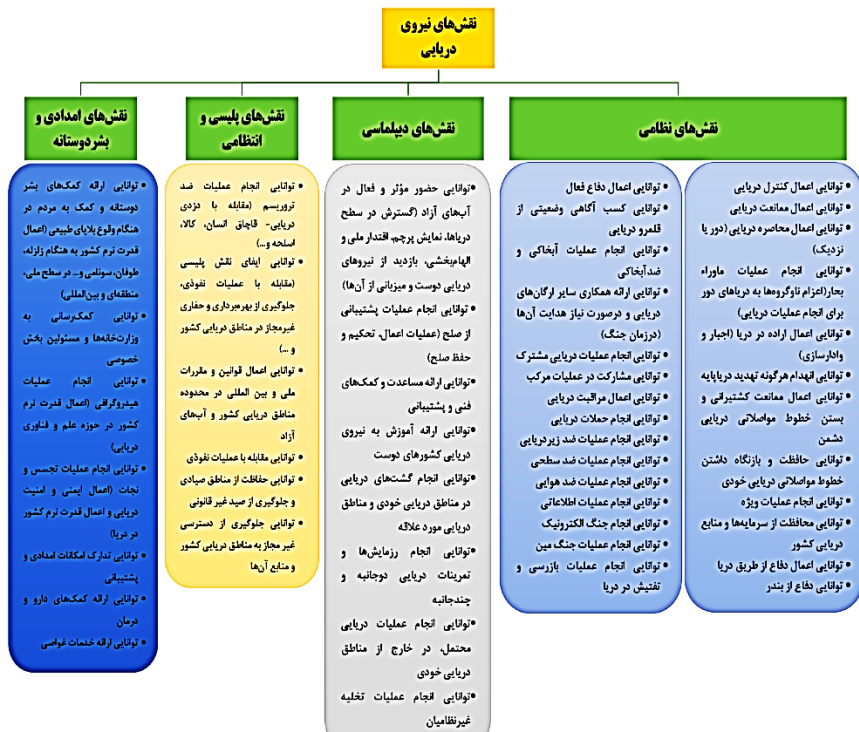 نقش‌های نیروی
دریایی
نقش‌های نظامی
توانایی اعمال کنترل دریایی
توانایی اعمال ممانعت دریایی
توانایی اعمال محاصره دریایی (دور یا
نزدیک)
توانایی انجام عملیات ماوراء
بحار(اعزام ناوگروه‌ها به دریاهای دور
برای انجام عملیات دریایی)
توانایی اعمال اراده در دریا (اجبار و
وادارسازی)
توانایی انهدام هرگونه تهدید دریاپایه
توانایی اعمال ممانعت کشتیرانی و
بستن خطوط مواصلاتی دریایی
دشمن
توانایی حافظت و بازنگاه داشتن
خطوط مواصلاتی دریایی خودی
توانایی انجام عملیات ویژه
توانایی محافظت از سرمایه‌ها و منابع
دریایی کشور
توانایی اعمال دفاع از طریق دریا
توانایی دفاع از بندر
توانایی اعمال دفاع فعال
توانایی کسب آگاهی وضعیتی از
قلمرو دریایی
توانایی انجام عملیات آبخاکی و
ضدآبخاکی
توانایی ارائه همکاری سایر ارگان‌های
دریایی و درصورت نیاز هدایت آن‌ها
(درزمان جنگ)
توانایی انجام عملیات دریایی مشترک
توانایی مشارکت در عملیات مرکب
توانایی اعمال مراقبت دریایی
توانایی انجام حملات دریایی
توانایی انجام عملیات ضد زیردریایی
توانایی انجام عملیات ضد سطحی
توانایی انجام عملیات ضد هوایی
توانایی انجام عملیات اطلاعاتی
توانایی انجام جنگ الکترونیک
توانایی انجام عملیات جنگ مین
توانایی انجام عملیات بازرسی و
تفتیش در دریا
نقش‌های دیپلماسی
توانایی حضور مؤثر و فعال در
آب‌های آزاد (گسترش در سطح
دریاها، نمایش پرچم، اقتدار ملی و
الهام‌بخشی، بازدید از نیروهای
دریایی دوست و میزبانی از آن‌ها)
توانایی انجام عملیات پشتیبانی
از صلح (عملیات اعمال، تحکیم و
حفظ صلح)
توانایی ارائه مساعدت و کمک‌های
فنی و پشتیبانی
توانایی ارائه آموزش به نیروی
دریایی کشورهای دوست
توانایی انجام گشت‌های دریایی
در مناطق دریایی خودی و مناطق
دریایی مورد علاقه
توانایی انجام رزمایش‌ها و
تمرینات دریایی دوجانبه و
چندجانبه
توانایی انجام عملیات دریایی
محتمل، در خارج از مناطق
دریایی خودی
توانایی انجام عملیات تخلیه
غیرنظامیان
نقش‌های پلیسی و
انتظامی
توانایی انجام عملیات ضد
تروریسم (مقابله با دزدی
دریایی- قاچاق انسان، کالا،
اسلحه و...)
توانایی ایفای نقش پلیسی
(مقابله با عملیات نفوذی،
جلوگیری از بهره‌برداری و حفاری
غیرمجاز در مناطق دریایی کشور
و ...)
توانایی اعمال قوانین و مقررات
ملی و بین المللی در محدوده
مناطق دریایی کشور و آب‌های
آزاد
توانایی مقابله با عملیات نفوذی
توانایی حفاظت از مناطق صیادی
و جلوگیری از صید غیر قانونی
توانایی جلوگیری از دسترسی
غیر مجاز به مناطق دریایی کشور
و منابع آن‌ها
نقش‌های امدادی و
بشردوستانه
توانایی ارائه کمک‌های بشر
دوستانه و کمک به مردم در
هنگام وقوع بلایای طبیعی (اعمال
قدرت نرم کشور به هنگام زلزله،
طوفان، سونامی و... در سطح ملی،
منطقه‌ای و بین‌المللی)
توانایی کمک‌رسانی به
وزارت‌خانه‌ها و مسئولین بخش
خصوصی
توانایی انجام عملیات
هیدروگرافی (اعمال قدرت نرم
کشور در حوزه علم و فناوری
دریایی)
توانایی انجام عملیات تجسس و
نجات (اعمال ایمنی و امنیت
دریایی و اعمال قدرت نرم کشور
در دریا)
توانایی تدارک امکانات امدادی و
پشتیبانی
توانایی ارائه کمک‌های دارو و
درمان
توانایی ارائه خدمات غواصی